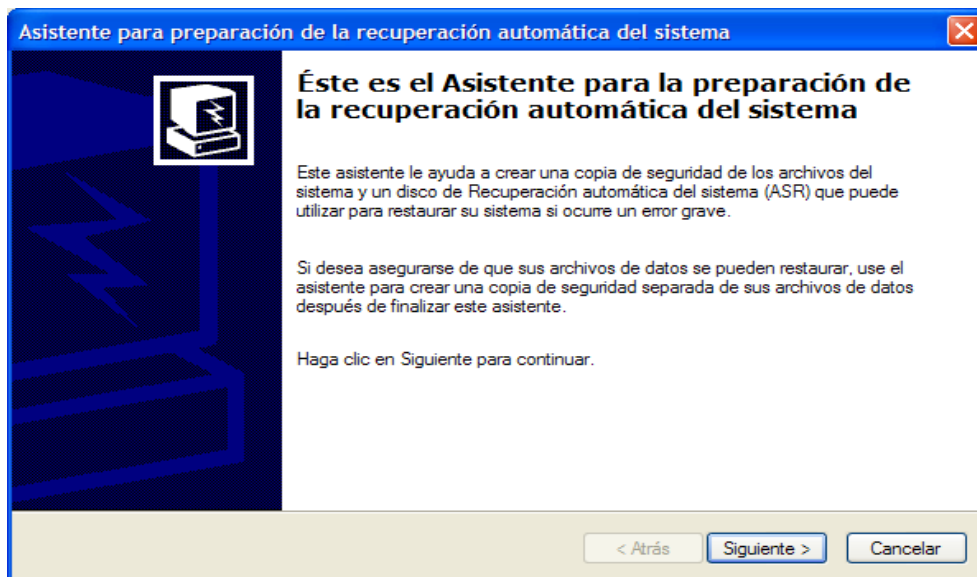 Asistente para preparación de la recuperación automática del sistema
Éste es el Asistente para la preparación de
la recuperación automática del sistema
Este asistente le ayuda a crear una copia de seguridad de los archivos del
sistema y un disco de Recuperación automática del sistema (ASR) que puede
utilizar para restaurar su sistema si ocurre un error grave.
Si desea asegurarse de que sus archivos de datos se pueden restaurar, use el
asistente para crear una copia de seguridad separada de sus archivos de datos
después de finalizar este asistente.
Haga clic en Siguiente para continuar.
< Atrás Siguiente > Cancelar